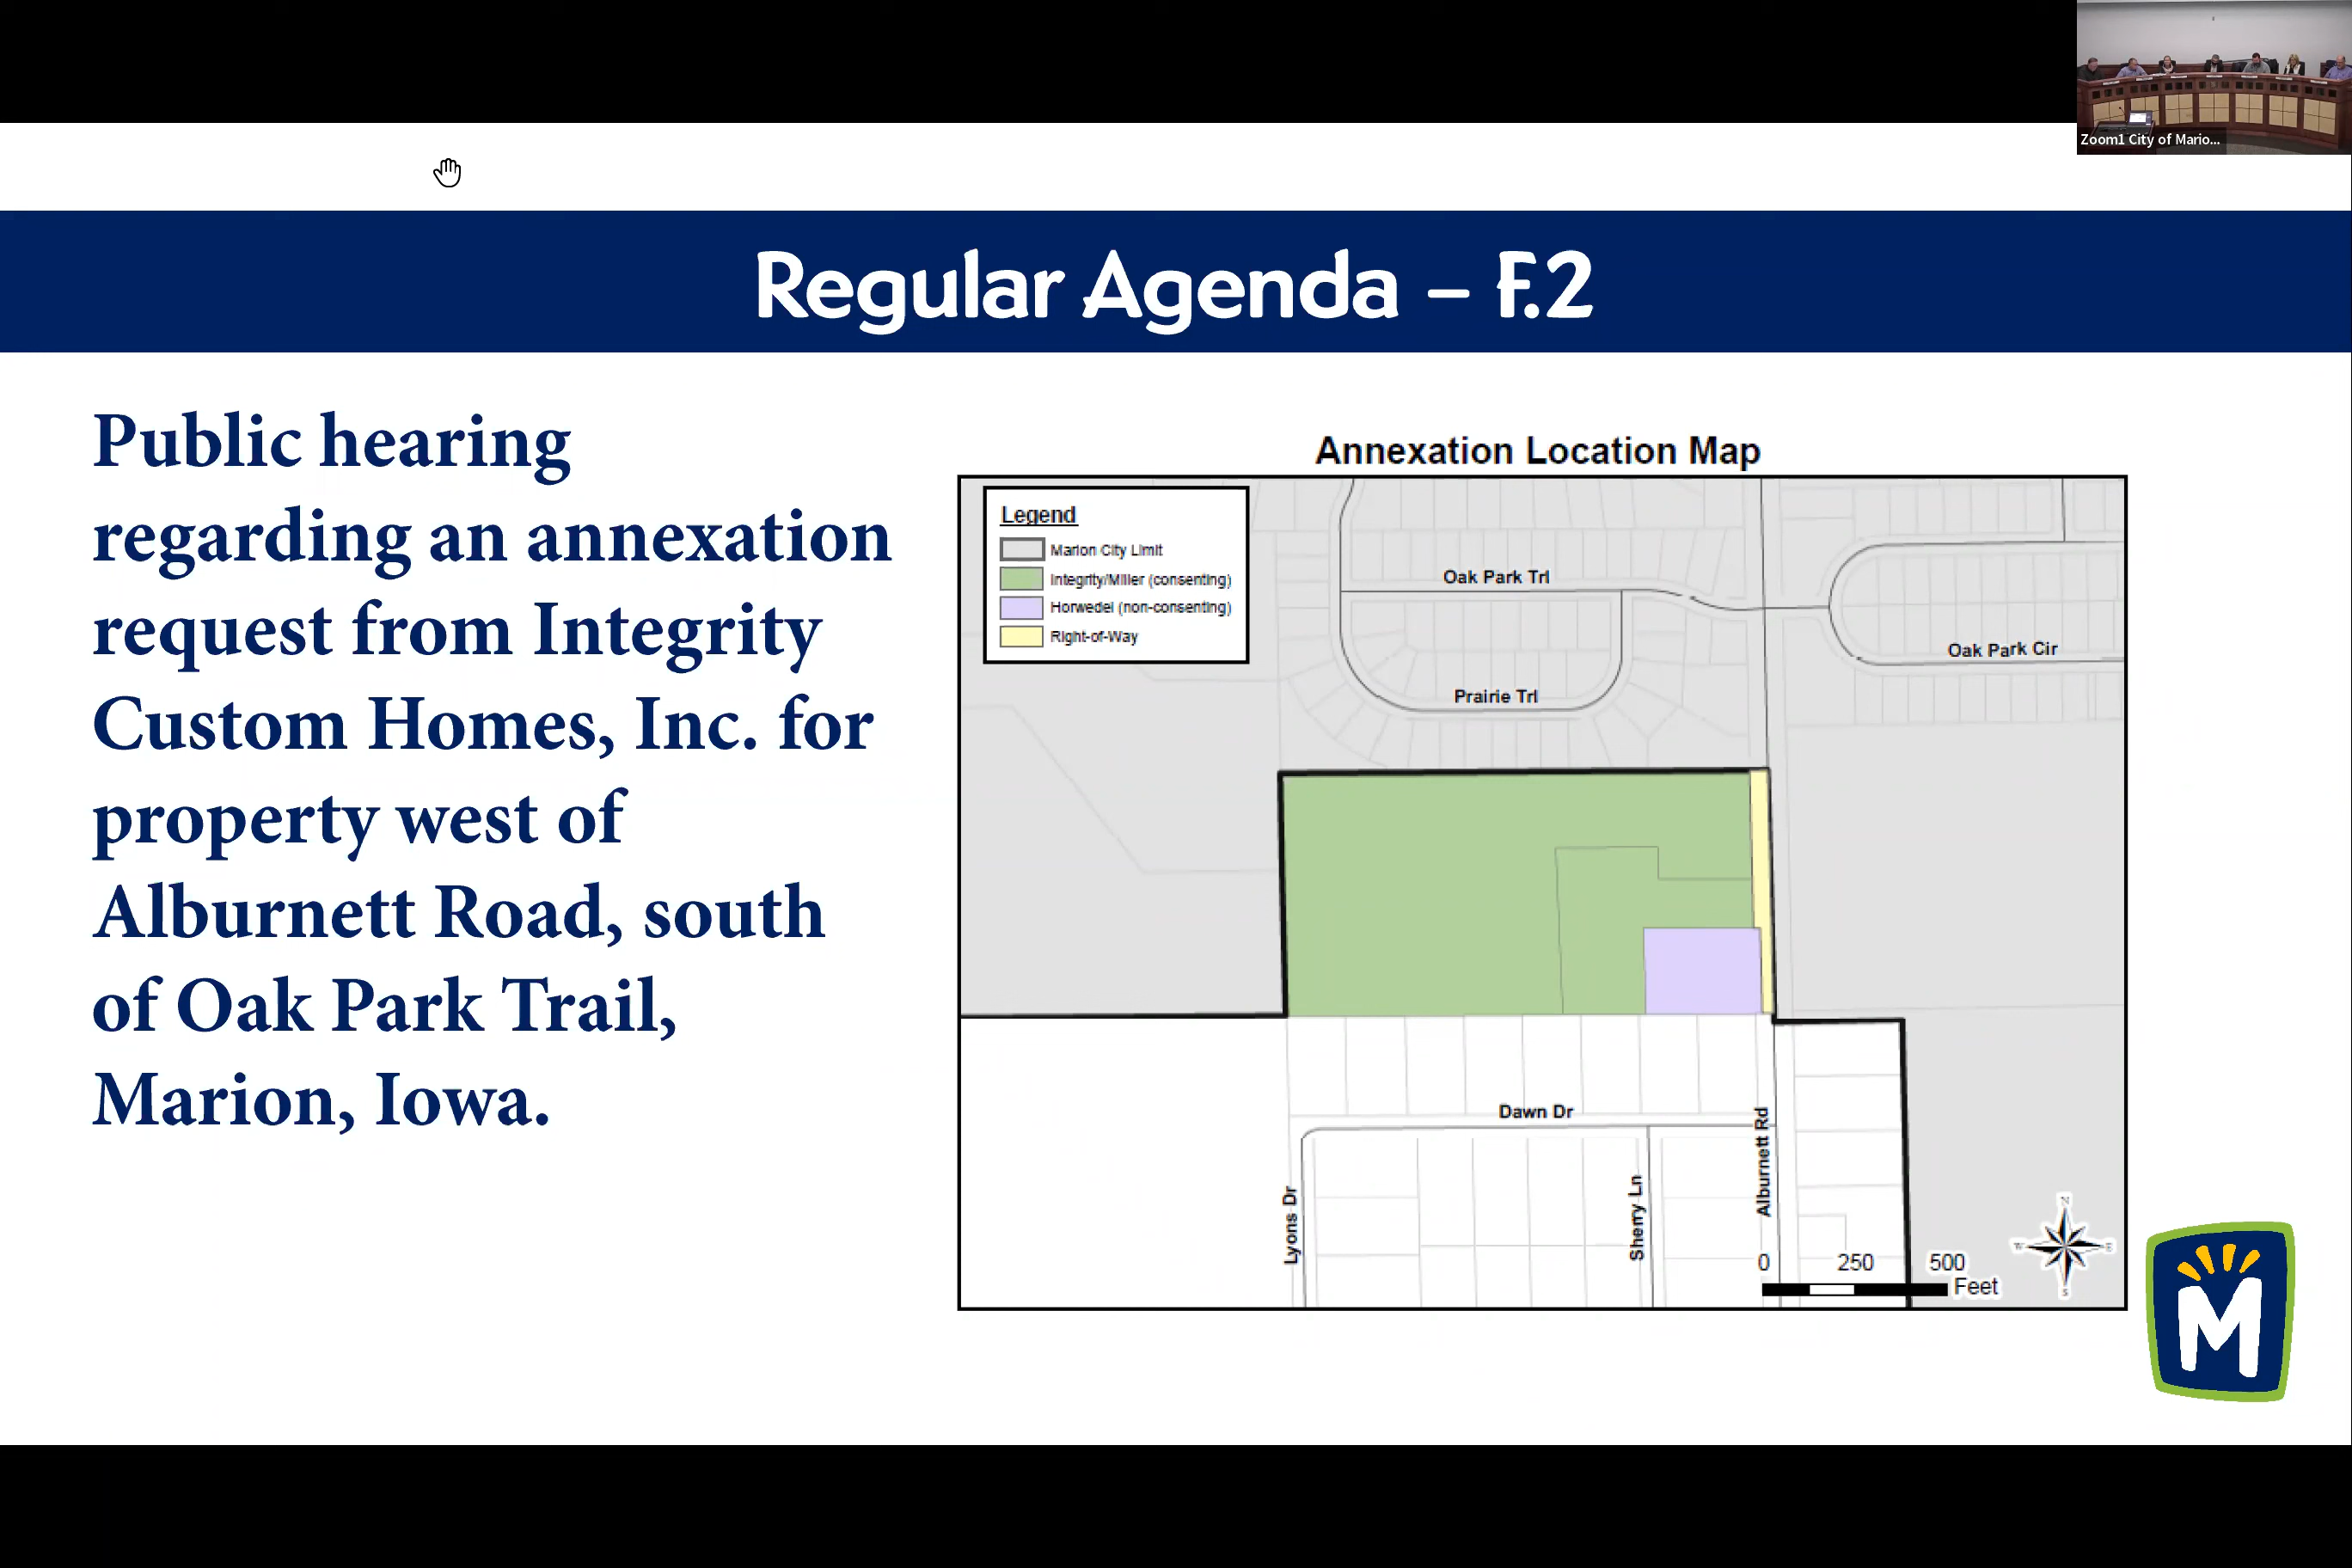 Zoom1 City of Mario...
Regular Agenda – F.2
Public hearing
regarding an annexation
request from Integrity
Custom Homes, Inc. for
property west of
Alburnett Road, south
of Oak Park Trail,
Marion, Iowa.
Annexation Location Map
Legend
Marion City Limit
Integrity/Miller (consenting)
Horwedel (non-consenting)
Right-of-Way
Oak Park Trl
Oak Park Cir
Prairie Trl
Dawn Dr
Alburnett Rd
Lyons Dr
Sherry Ln
N
W
E
S
0 250 500
Feet
M